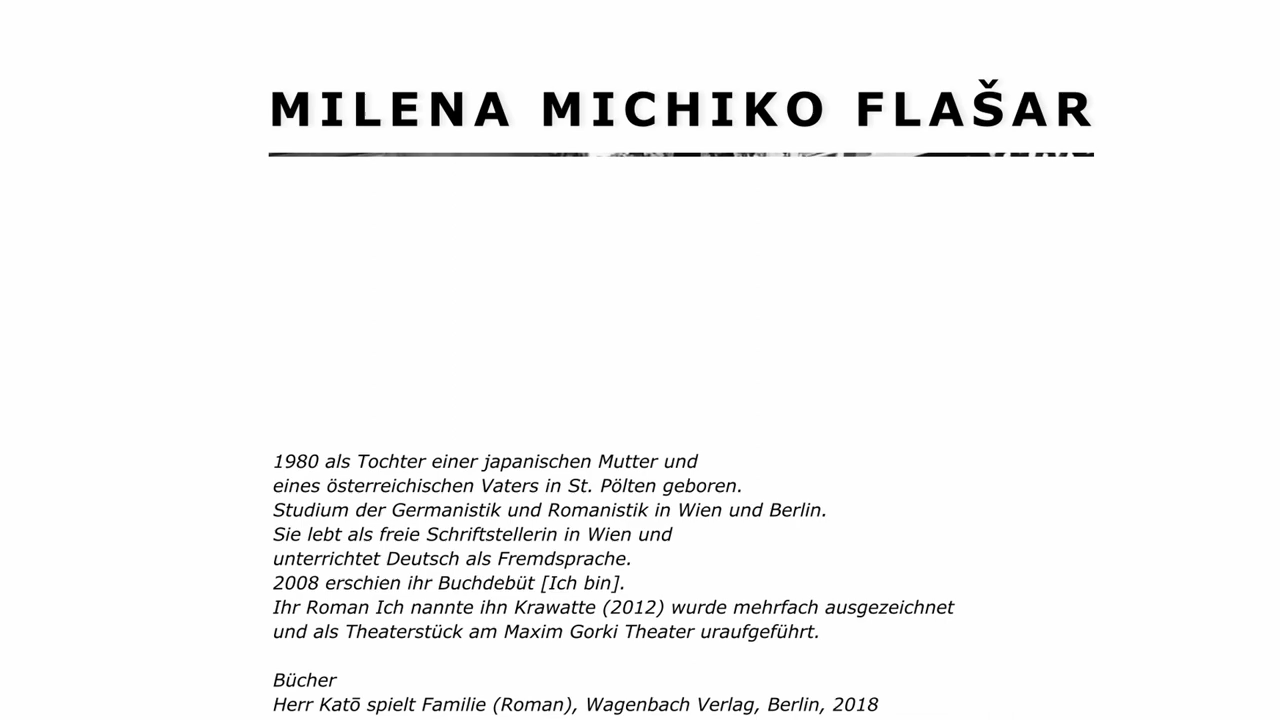 MILENA MICHIKO FLAŠAR
1980 als Tochter einer japanischen Mutter und
eines österreichischen Vaters in St. Pölten geboren.
Studium der Germanistik und Romanistik in Wien und Berlin.
Sie lebt als freie Schriftstellerin in Wien und
unterrichtet Deutsch als Fremdsprache.
2008 erschien ihr Buchdebüt [Ich bin].
Ihr Roman Ich nannte ihn Krawatte (2012) wurde mehrfach ausgezeichnet
und als Theaterstück am Maxim Gorki Theater uraufgeführt.
Bücher
Herr Katō spielt Familie (Roman), Wagenbach Verlag, Berlin, 2018